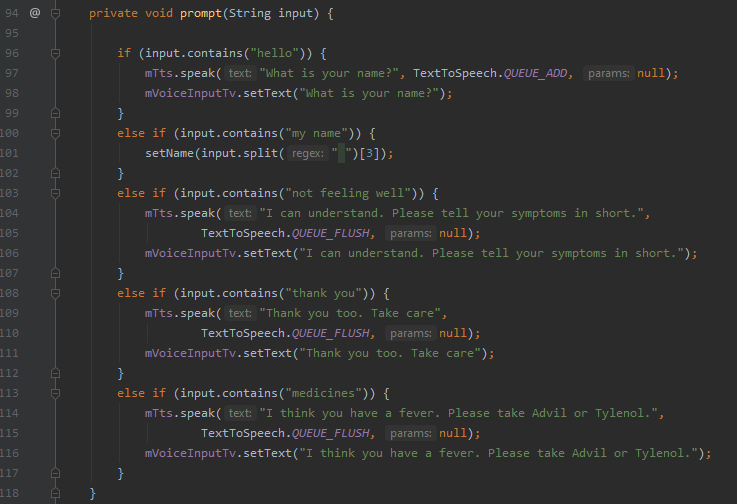 94 @ private void prompt(String input) {
95
96 if (input.contains("hello")) {
97 mTts.speak( text: "What is your name?", TextToSpeech.QUEUE_ADD, params: null);
98 mVoiceInputTv.setText("What is your name?");
99 }
100 else if (input.contains("my name")) {
101 setName(input.split( regex: " ")[3]);
102 }
103 else if (input.contains("not feeling well")) {
104 mTts.speak( text: "I can understand. Please tell your symptoms in short.",
105 TextToSpeech.QUEUE_FLUSH, params: null);
106 mVoiceInputTv.setText("I can understand. Please tell your symptoms in short.");
107 }
108 else if (input.contains("thank you")) {
109 mTts.speak( text: "Thank you too. Take care",
110 TextToSpeech.QUEUE_FLUSH, params: null);
111 mVoiceInputTv.setText("Thank you too. Take care");
112 }
113 else if (input.contains("medicines")) {
114 mTts.speak( text: "I think you have a fever. Please take Advil or Tylenol.",
115 TextToSpeech.QUEUE_FLUSH, params: null);
116 mVoiceInputTv.setText("I think you have a fever. Please take Advil or Tylenol.");
117 }
118 }